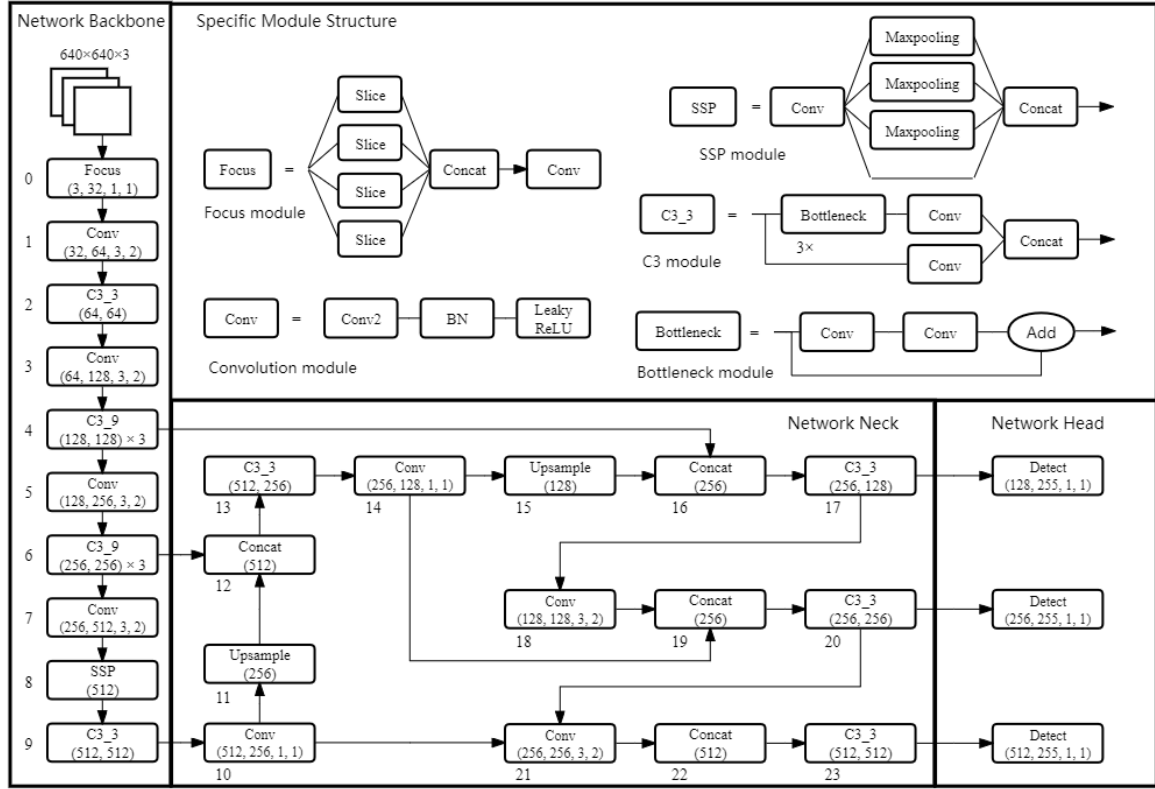 Network Backbone
640×640×3
0
Focus
(3, 32, 1, 1)
1
Conv
(32, 64, 3, 2)
2
C3_3
(64, 64)
3
Conv
(64, 128, 3, 2)
4
C3_9
(128, 128) × 3
5
Conv
(128, 256, 3, 2)
6
C3_9
(256, 256) × 3
7
Conv
(256, 512, 3, 2)
8
SSP
(512)
9
C3_3
(512, 512)
Specific Module Structure
Focus
=
Slice
Slice
Slice
Slice
Concat
Conv
Focus module
Conv
=
Conv2
BN
Leaky
ReLU
Convolution module
SSP
=
Conv
Maxpooling
Maxpooling
Maxpooling
Concat
SSP module
C3_3
=
Bottleneck
3×
Conv
Conv
Concat
C3 module
Bottleneck
=
Conv
Conv
Add
Bottleneck module
Network Neck
C3_3
(512, 256)
13
Conv
(256, 128, 1, 1)
14
Upsample
(128)
15
Concat
(256)
16
C3_3
(256, 128)
17
Concat
(512)
12
Conv
(128, 128, 3, 2)
18
Concat
(256)
19
C3_3
(256, 256)
20
Upsample
(256)
11
Conv
(512, 256, 1, 1)
10
Conv
(256, 256, 3, 2)
21
Concat
(512)
22
C3_3
(512, 512)
23
Network Head
Detect
(128, 255, 1, 1)
Detect
(256, 255, 1, 1)
Detect
(512, 255, 1, 1)